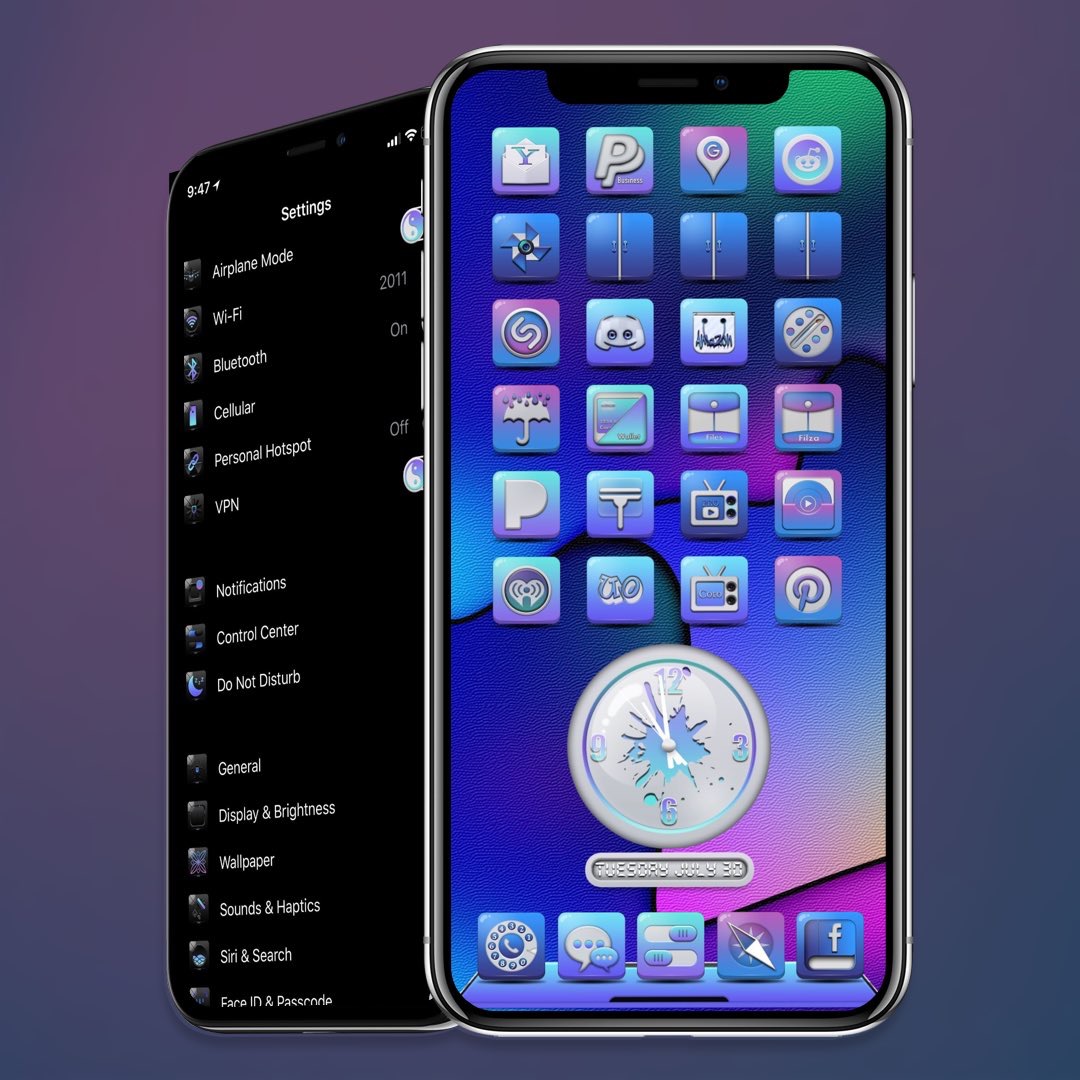 9:47
Settings
Airplane Mode
Wi-Fi
2011
Bluetooth
On
Cellular
Personal Hotspot
Off
VPN
Notifications
Control Center
Do Not Disturb
General
Display & Brightness
Wallpaper
Sounds & Haptics
Siri & Search
Face ID & Passcode
Y
P
Business
G
Amazon
Wallet
Files
Filza
P
iPSW
UO
CoCo
P
12
9
3
6
TUESDAY JULY 30
f